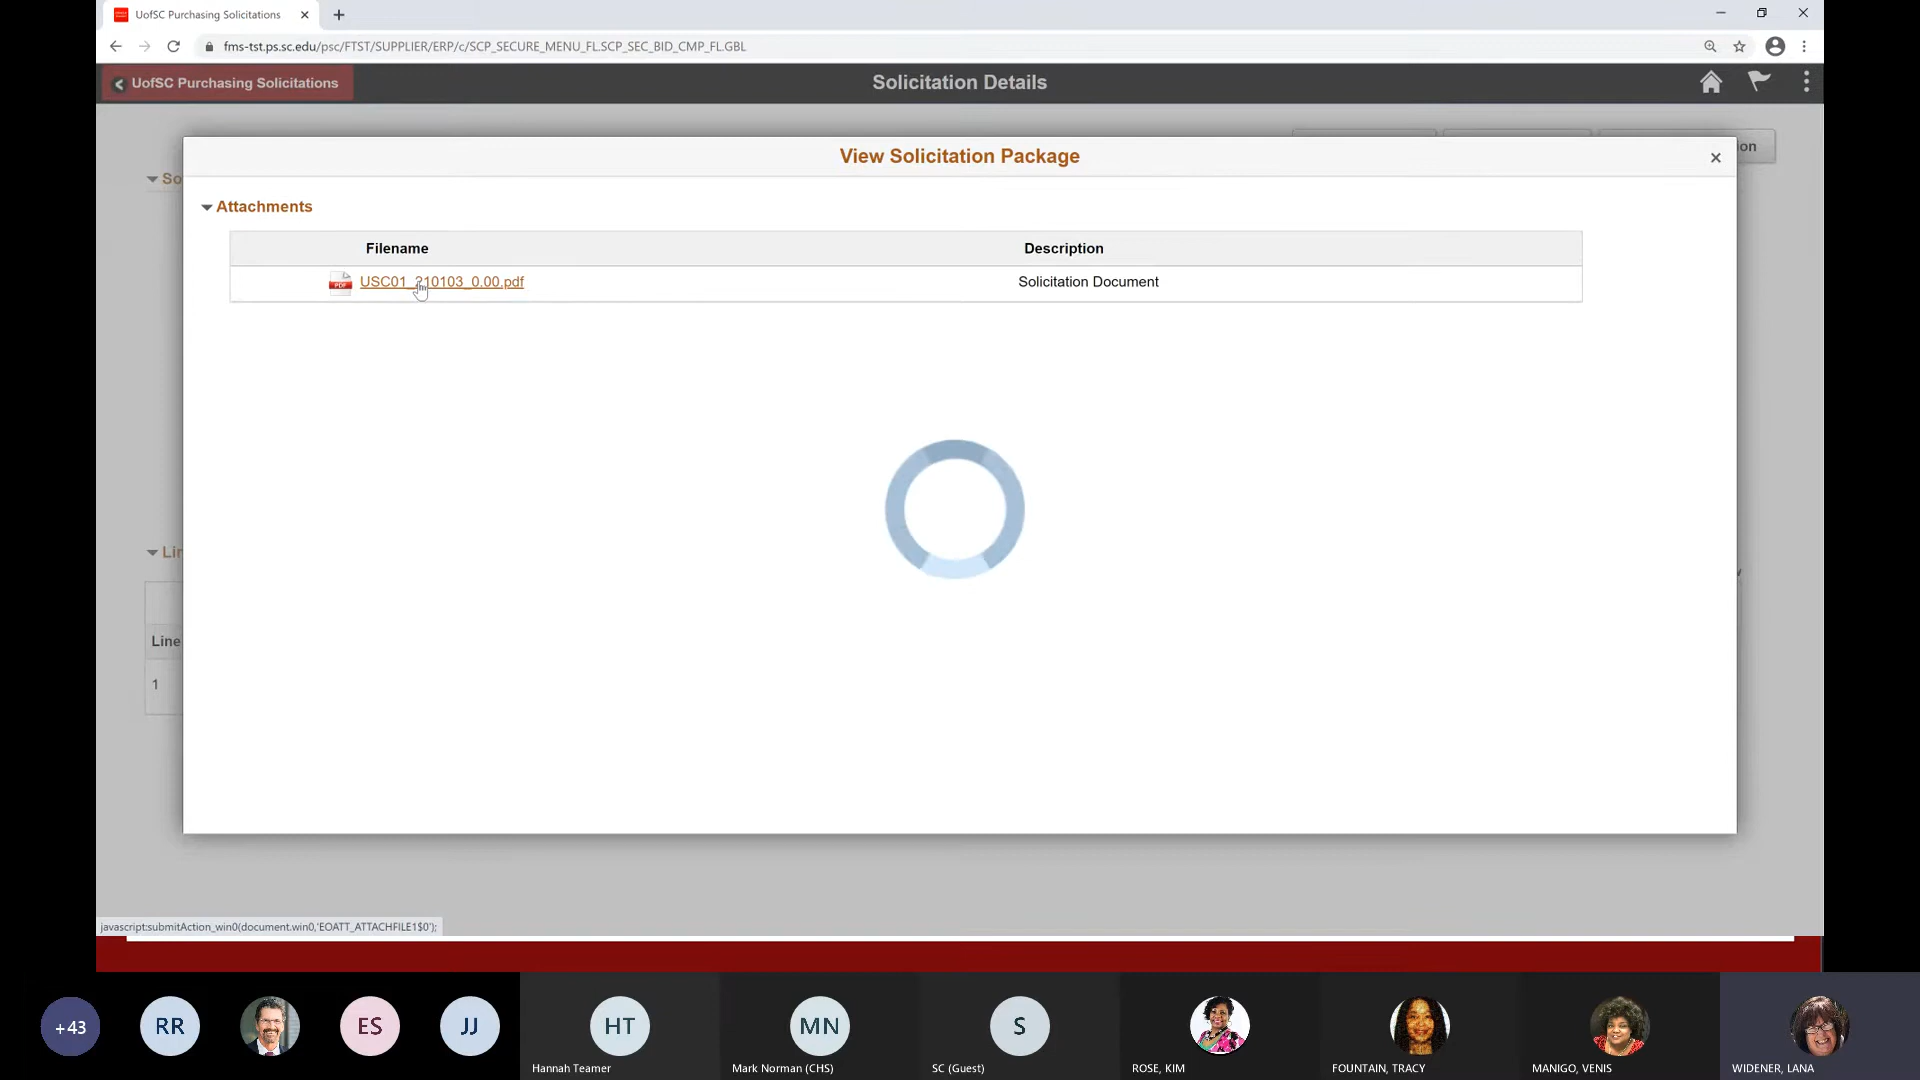 UofSC Purchasing Solicitations
fms-tst.ps.sc.edu/psc/FTST/SUPPLIER/ERP/c/SCP_SECURE_MENU_FL.SCP_SEC_BID_CMP_FL.GBL
UofSC Purchasing Solicitations
Solicitation Details
on
View Solicitation Package
So
Attachments
Filename Description
PDF USC01_210103_0.00.pdf Solicitation Document
Lin
Line
1
javascript:submitAction_win0(document.win0,'EOATT_ATTACHFILE1$0');
+43 RR ES JJ HT MN S
Hannah Teamer Mark Norman (CHS) SC (Guest) ROSE, KIM FOUNTAIN, TRACY MANIGO, VENIS WIDENER, LANA